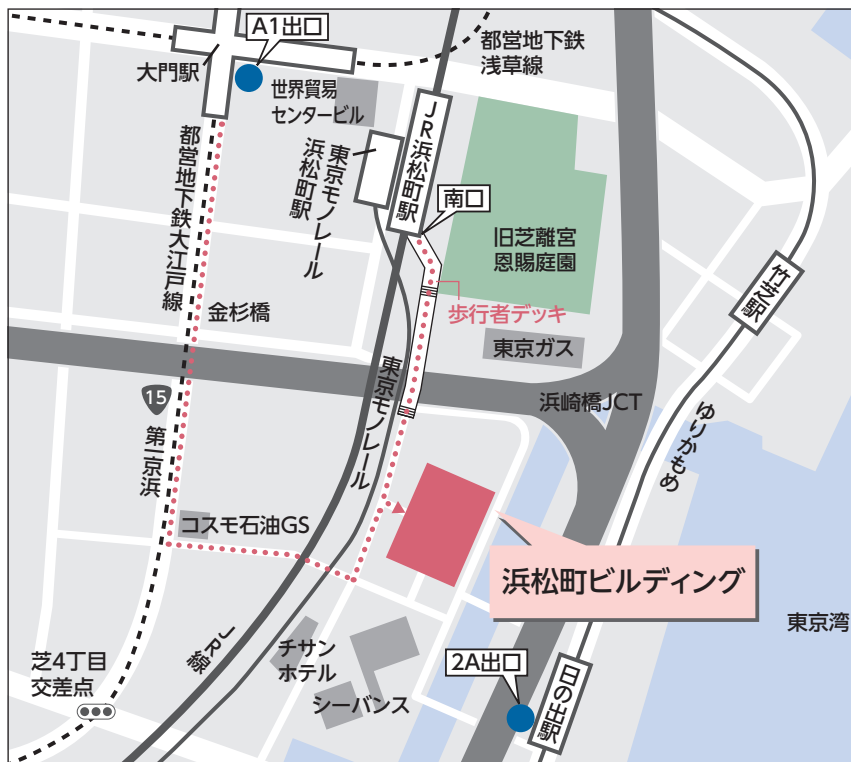 A1出口
都営地下鉄
浅草線
大門駅
世界貿易
センタービル
JR浜松町駅
東京モノレール
浜松町駅
都営地下鉄大江戸線
南口
旧芝離宮
恩賜庭園
竹芝駅
歩行者デッキ
金杉橋
東京ガス
東京モノレール
浜崎橋JCT
15
第一京浜
ゆりかもめ
コスモ石油GS
浜松町ビルディング
東京湾
JR線
チサン
ホテル
2A出口
芝4丁目
交差点
シーバンス
日の出駅